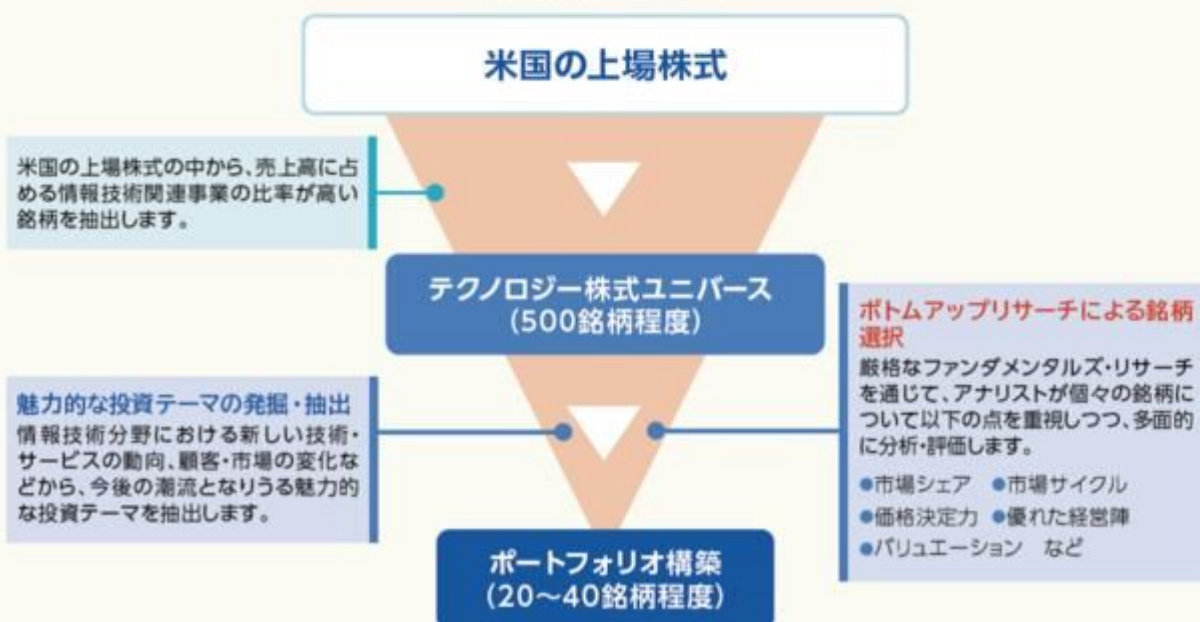 米国の上場株式
米国の上場株式の中から、売上高に占
める情報技術関連事業の比率が高い
銘柄を抽出します。
テクノロジー株式ユニバース
(500銘柄程度)
魅力的な投資テーマの発掘・抽出
情報技術分野における新しい技術・
サービスの動向、顧客・市場の変化な
どから、今後の潮流となりうる魅力的
な投資テーマを抽出します。
ボトムアップリサーチによる銘柄
選択
厳格なファンダメンタルズ・リサーチ
を通じて、アナリストが個々の銘柄に
ついて以下の点を重視しつつ、多面的
に分析・評価します。
●市場シェア ●市場サイクル
●価格決定力 ●優れた経営陣
●バリュエーション など
ポートフォリオ構築
(20～40銘柄程度)